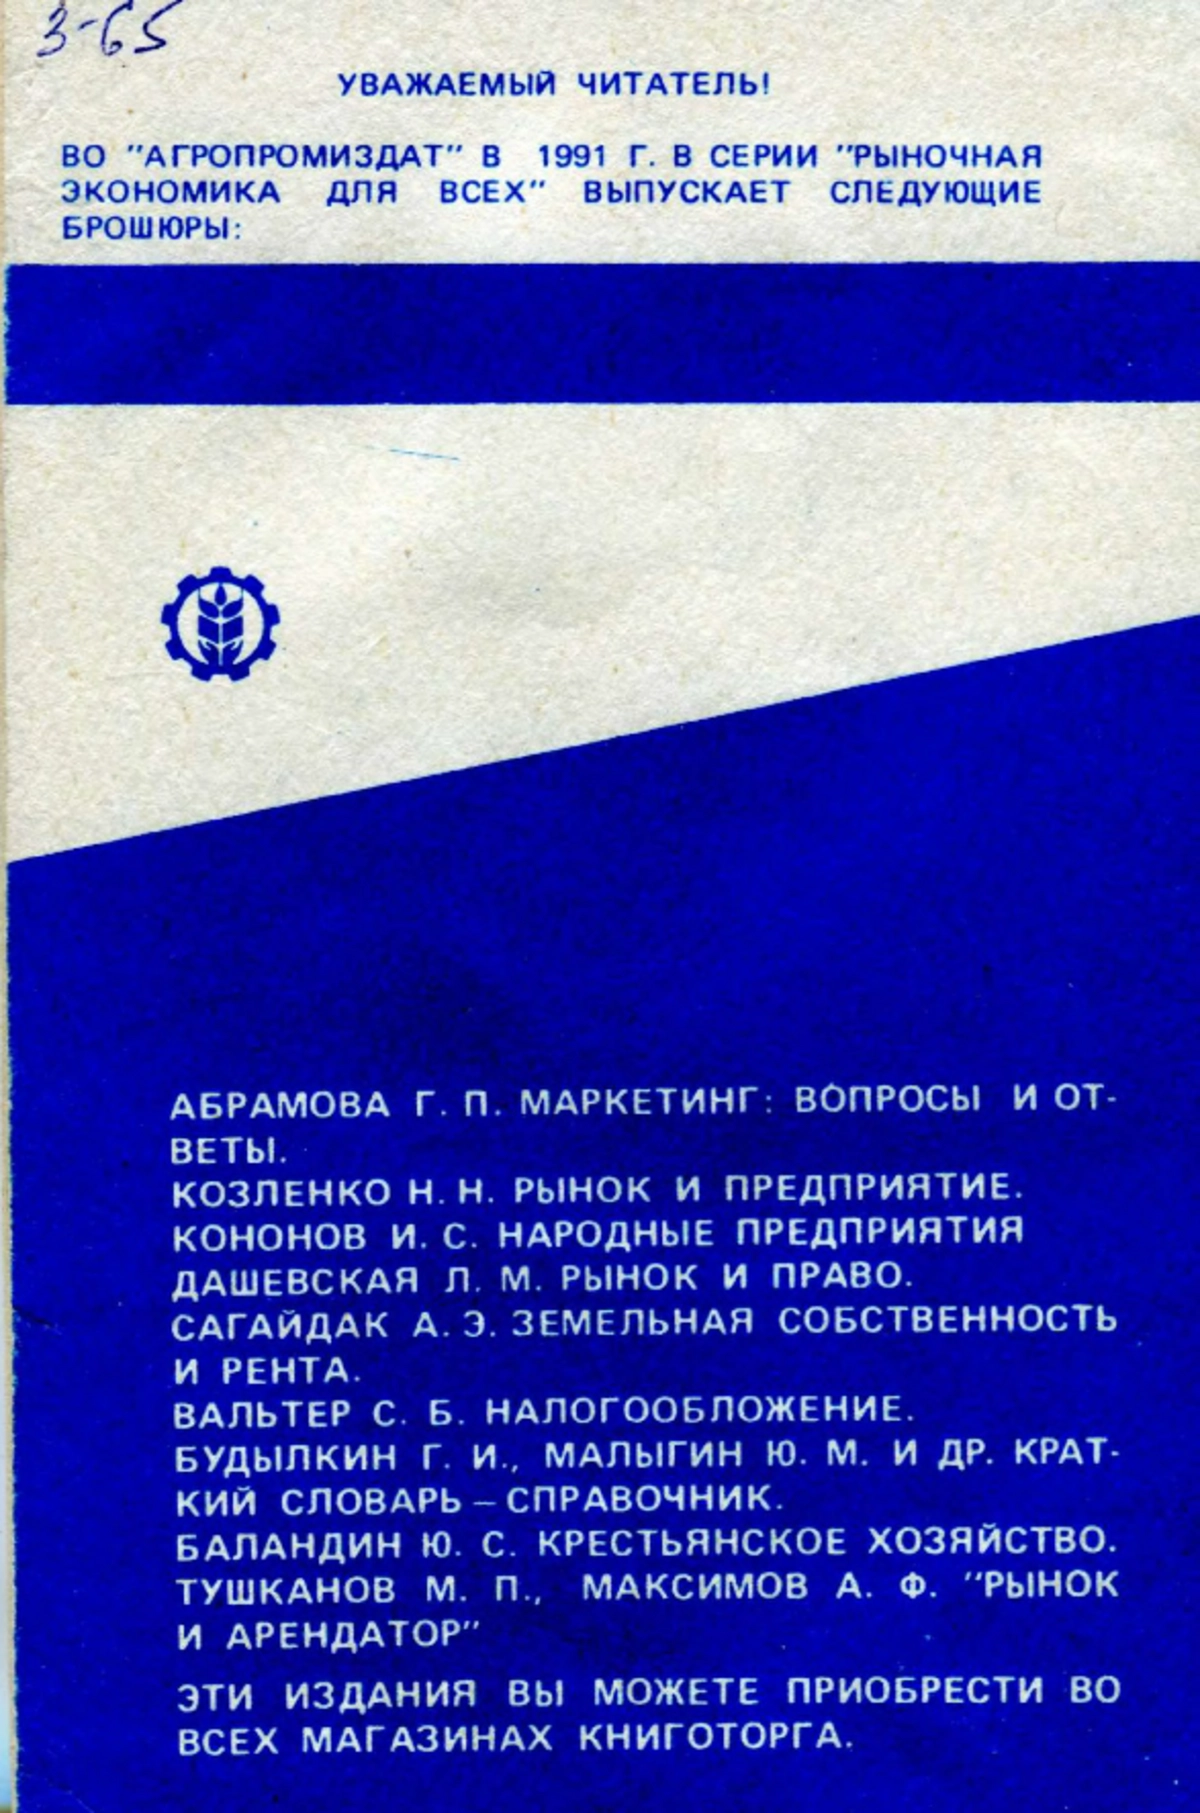 3-65
УВАЖАЕМЫЙ ЧИТАТЕЛЬ!
ВО "АГРОПРОМИЗДАТ" В 1991 Г. В СЕРИИ "РЫНОЧНАЯ
ЭКОНОМИКА ДЛЯ ВСЕХ" ВЫПУСКАЕТ СЛЕДУЮЩИЕ
БРОШЮРЫ:
АБРАМОВА Г. П. МАРКЕТИНГ: ВОПРОСЫ И ОТ-
ВЕТЫ.
КОЗЛЕНКО Н. Н. РЫНОК И ПРЕДПРИЯТИЕ.
КОНОНОВ И. С. НАРОДНЫЕ ПРЕДПРИЯТИЯ
ДАШЕВСКАЯ Л. М. РЫНОК И ПРАВО.
САГАЙДАК А. Э. ЗЕМЕЛЬНАЯ СОБСТВЕННОСТЬ
И РЕНТА.
ВАЛЬТЕР С. Б. НАЛОГООБЛОЖЕНИЕ.
БУДЫЛКИН Г. И., МАЛЫГИН Ю. М. И ДР. КРАТ-
КИЙ СЛОВАРЬ – СПРАВОЧНИК.
БАЛАНДИН Ю. С. КРЕСТЬЯНСКОЕ ХОЗЯЙСТВО.
ТУШКАНОВ М. П., МАКСИМОВ А. Ф. "РЫНОК
И АРЕНДАТОР"
ЭТИ ИЗДАНИЯ ВЫ МОЖЕТЕ ПРИОБРЕСТИ ВО
ВСЕХ МАГАЗИНАХ КНИГОТОРГА.